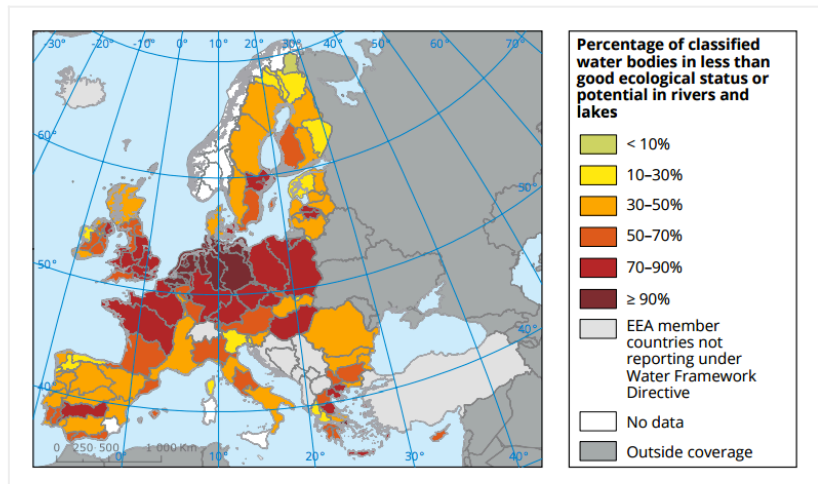 -30° -20° -10° 0° 10° 20° 30° 40° 50° 60° 70°
60°
50°
50°
40°
40°
0 250 500 1 000 Km
0° 10° 20° 30° 40°
Percentage of classified
water bodies in less than
good ecological status or
potential in rivers and
lakes
< 10%
10–30%
30–50%
50–70%
70–90%
≥ 90%
EEA member
countries not
reporting under
Water Framework
Directive
No data
Outside coverage